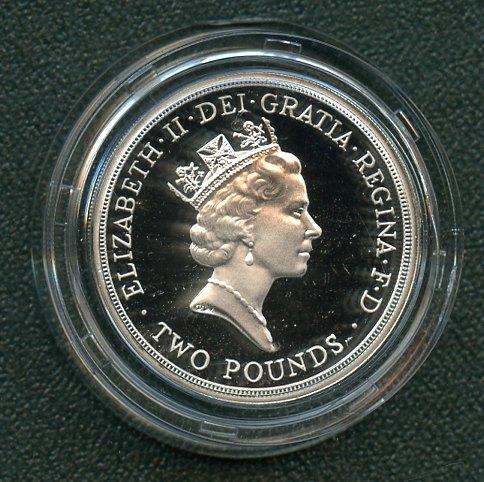 ELIZABETH·II·DEI·GRATIA·REGINA·F·D·
TWO POUNDS·